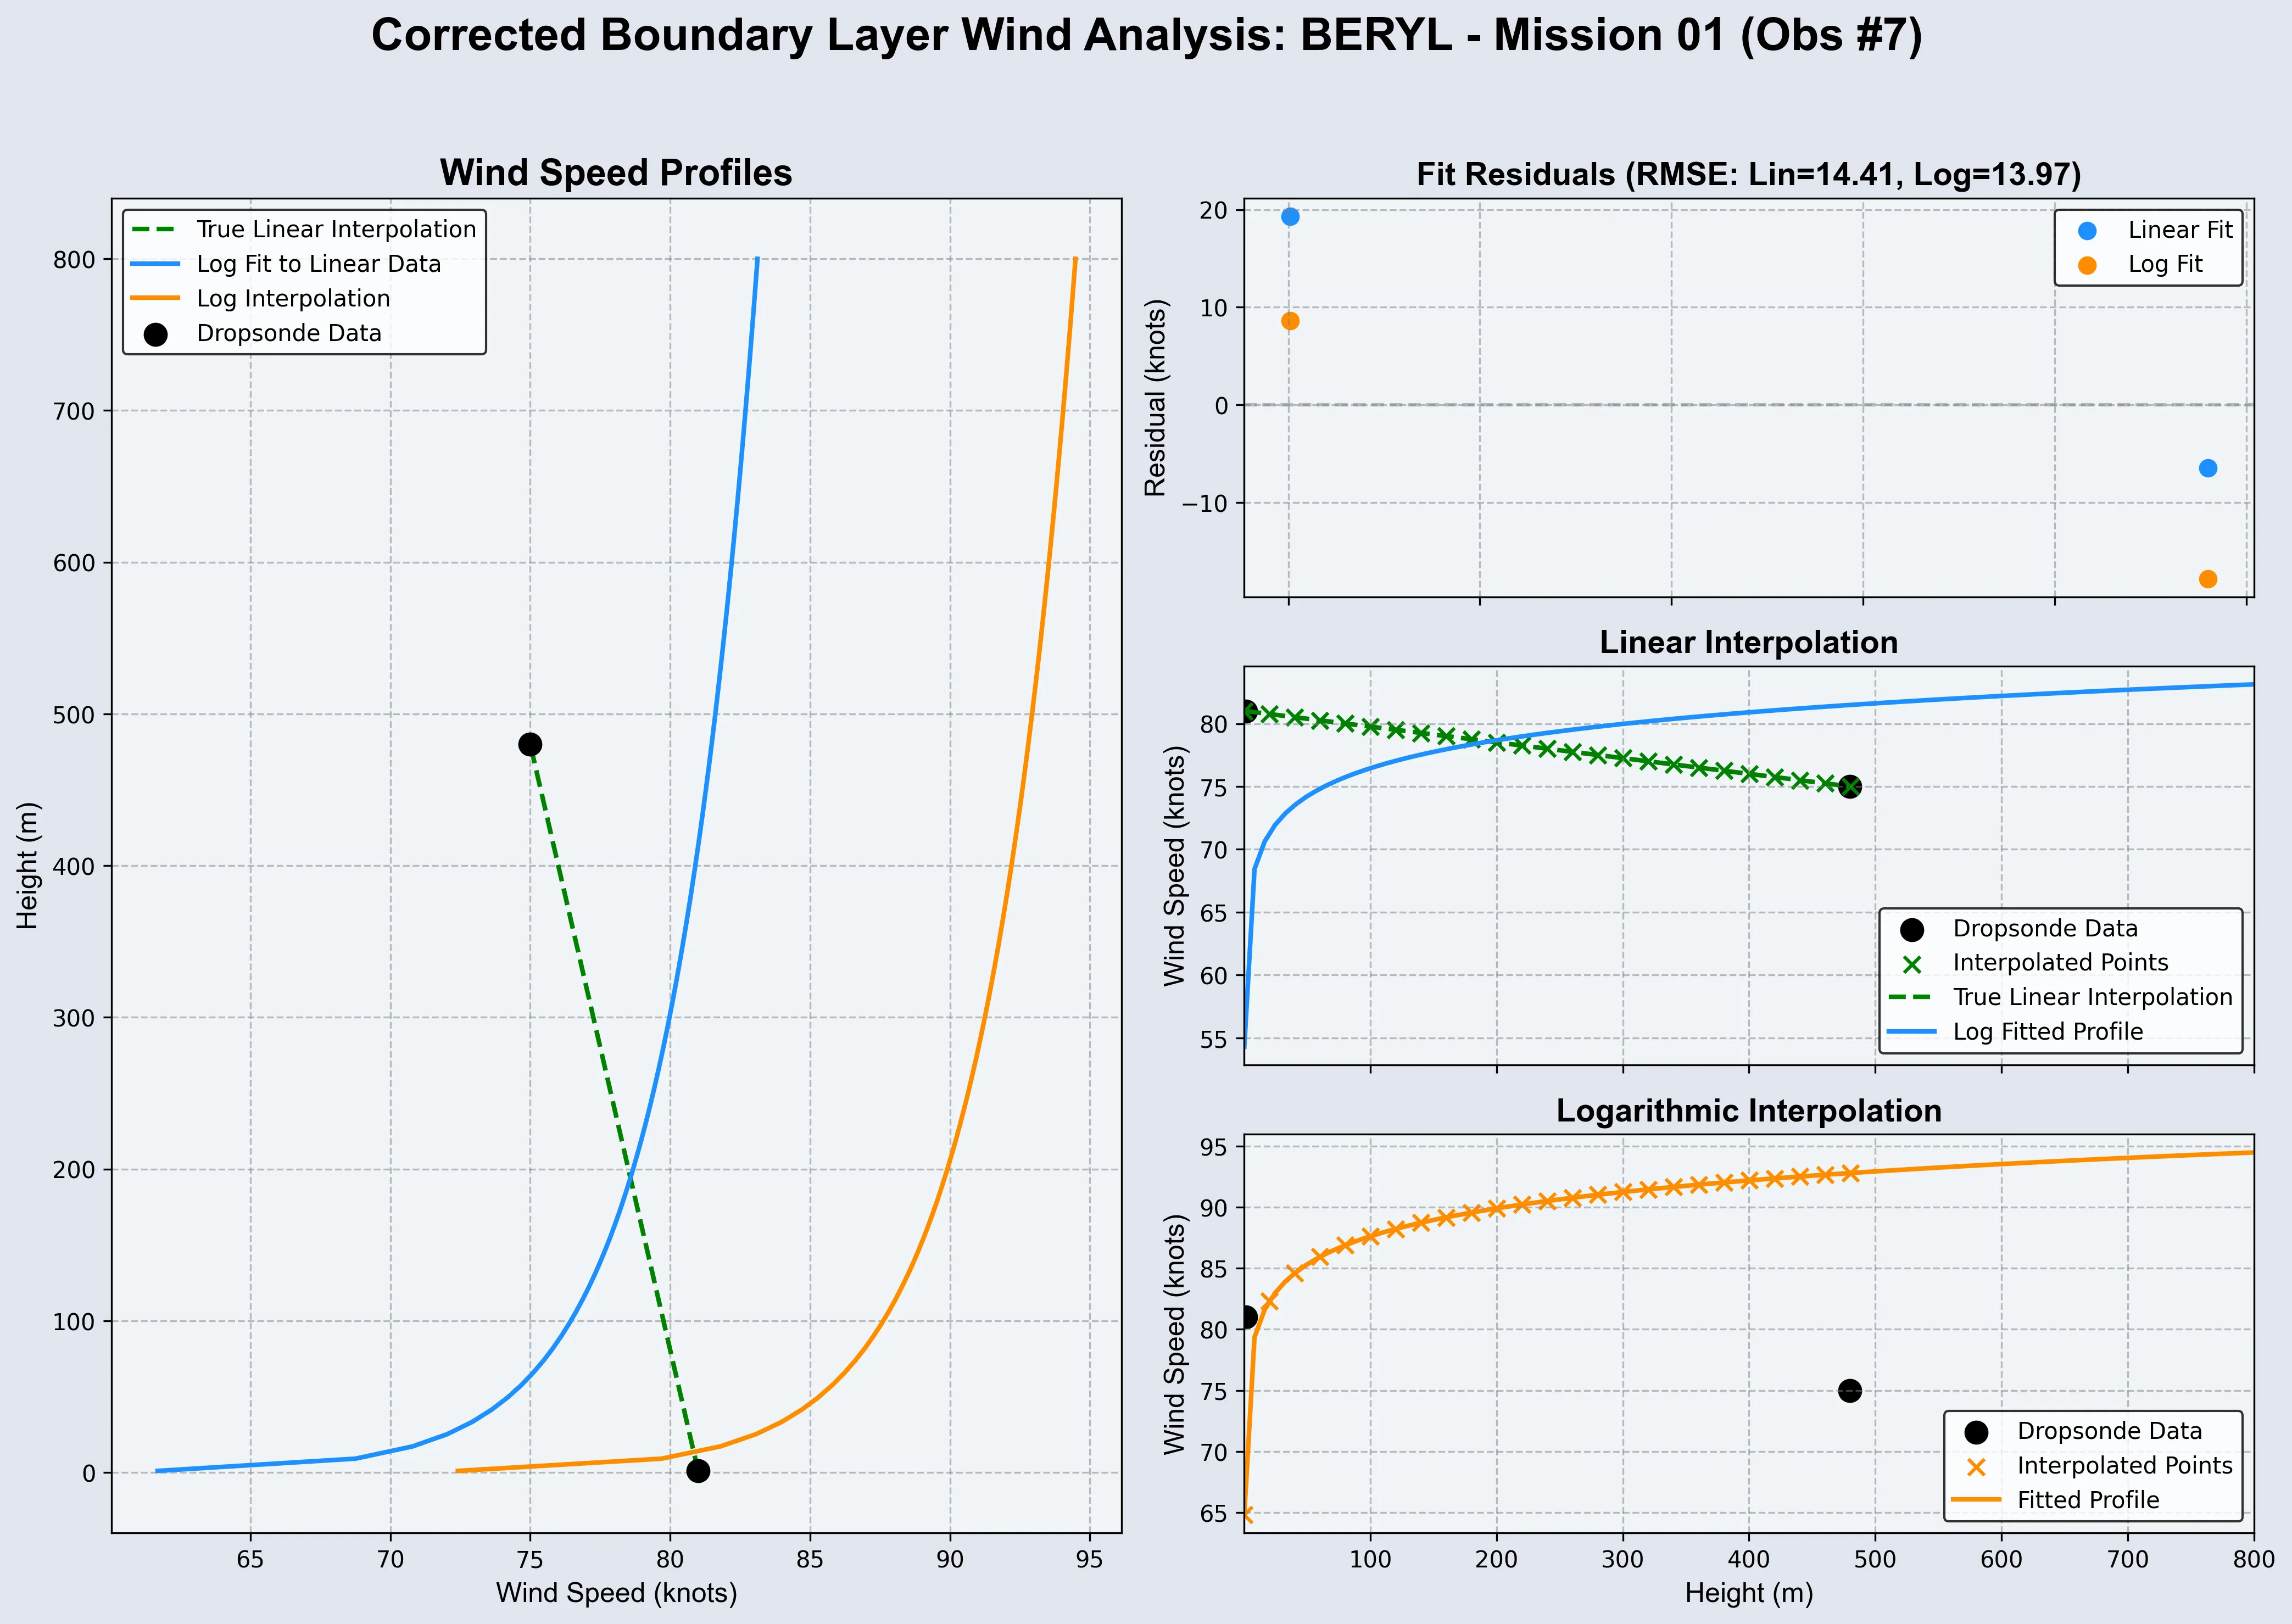 Corrected Boundary Layer Wind Analysis: BERYL - Mission 01 (Obs #7)
Wind Speed Profiles
True Linear Interpolation
Log Fit to Linear Data
Log Interpolation
Dropsonde Data
800
700
600
500
400
300
200
100
0
Height (m)
65 70 75 80 85 90 95
Wind Speed (knots)
Fit Residuals (RMSE: Lin=14.41, Log=13.97)
Linear Fit
Log Fit
20
10
0
−10
Residual (knots)
Linear Interpolation
80
75
70
65
60
55
Wind Speed (knots)
Dropsonde Data
Interpolated Points
True Linear Interpolation
Log Fitted Profile
Logarithmic Interpolation
95
90
85
80
75
70
65
Wind Speed (knots)
Dropsonde Data
Interpolated Points
Fitted Profile
100 200 300 400 500 600 700 800
Height (m)